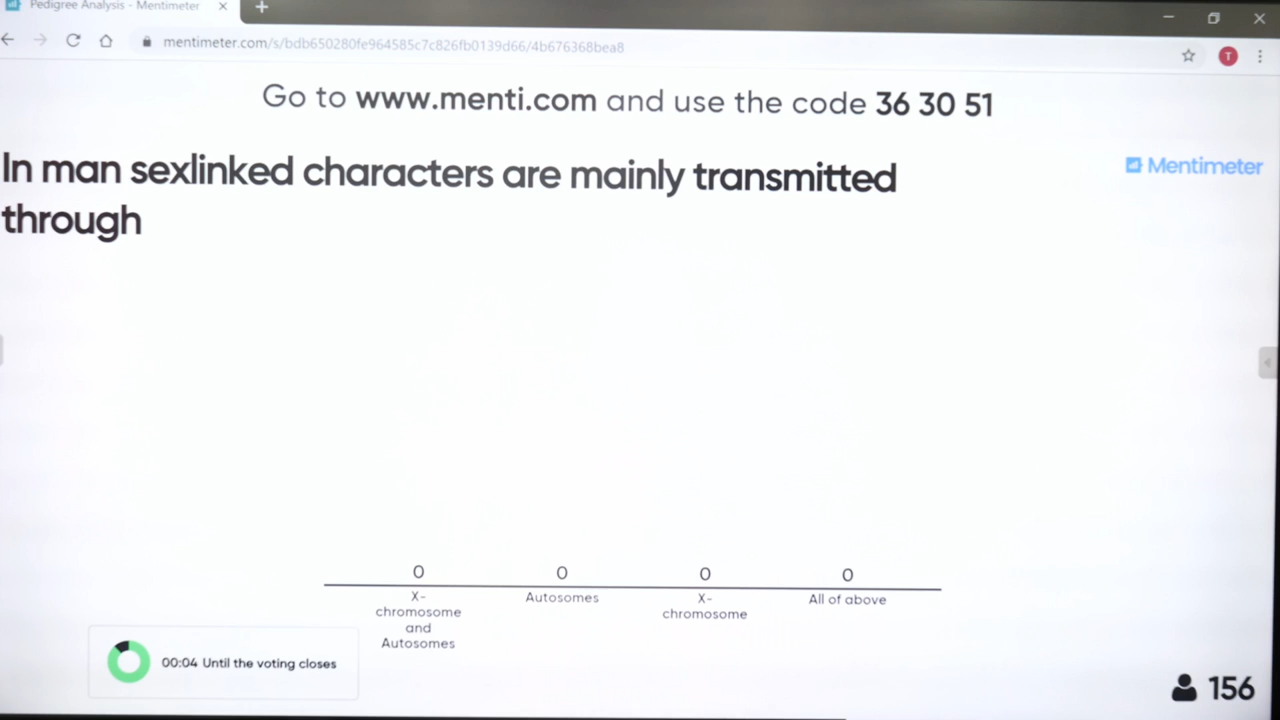 Pedigree Analysis - Mentimeter
mentimeter.com/s/bdb650280fe964585c7c826fb0139d66/4b676368bea8
T
Go to www.menti.com and use the code 36 30 51
In man sexlinked characters are mainly transmitted
through
Mentimeter
0 0 0 0
X-
chromosome
and
Autosomes
Autosomes
X-
chromosome
All of above
00:04 Until the voting closes
156